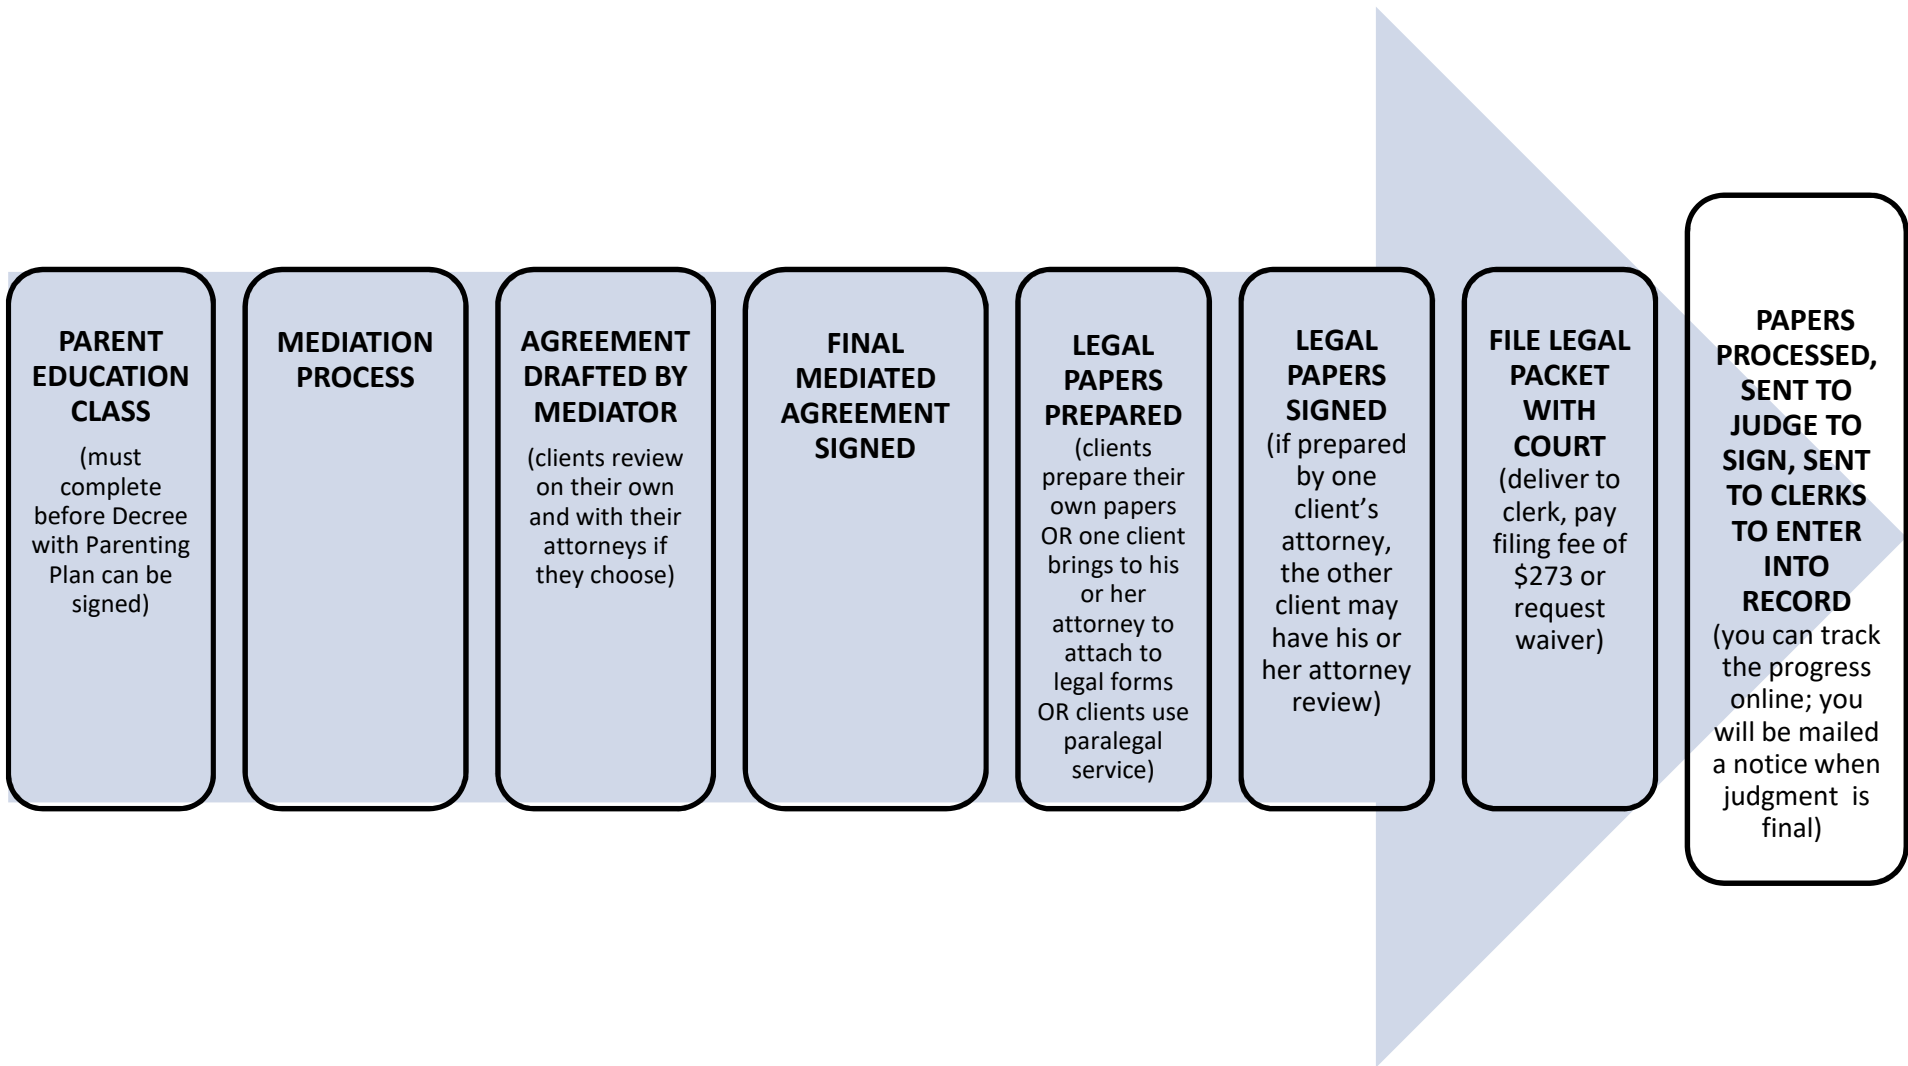 PARENT
EDUCATION
CLASS
(must
complete
before Decree
with Parenting
Plan can be
signed)
MEDIATION
PROCESS
AGREEMENT
DRAFTED BY
MEDIATOR
(clients review
on their own
and with their
attorneys if
they choose)
FINAL
MEDIATED
AGREEMENT
SIGNED
LEGAL
PAPERS
PREPARED
(clients
prepare their
own papers
OR one client
brings to his
or her
attorney to
attach to
legal forms
OR clients use
paralegal
service)
LEGAL
PAPERS
SIGNED
(if prepared
by one
client’s
attorney,
the other
client may
have his or
her attorney
review)
FILE LEGAL
PACKET
WITH
COURT
(deliver to
clerk, pay
filing fee of
$273 or
request
waiver)
PAPERS
PROCESSED,
SENT TO
JUDGE TO
SIGN, SENT
TO CLERKS
TO ENTER
INTO
RECORD
(you can track
the progress
online; you
will be mailed
a notice when
judgment is
final)